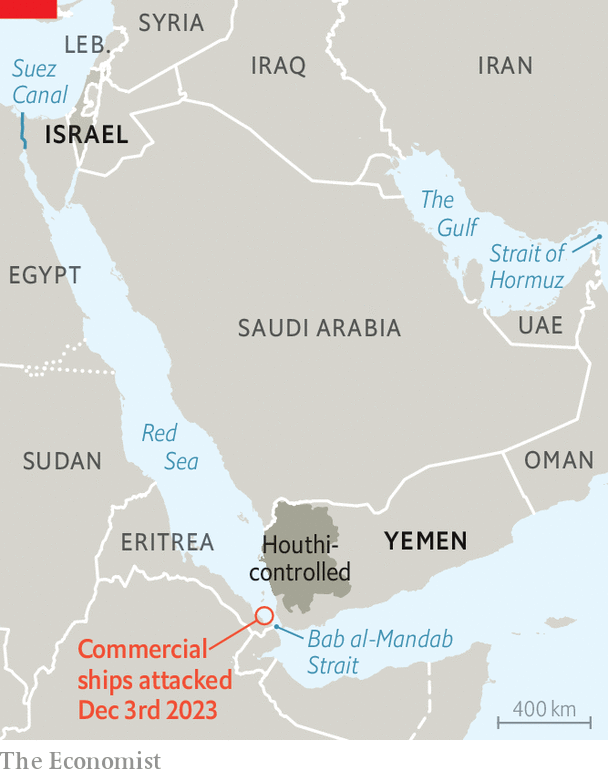 SYRIA
LEB.
Suez
Canal
IRAQ
IRAN
ISRAEL
The
Gulf
Strait of
Hormuz
EGYPT
SAUDI ARABIA
UAE
Red
Sea
SUDAN
OMAN
ERITREA
Houthi-
controlled
YEMEN
Commercial
ships attacked
Dec 3rd 2023
Bab al-Mandab
Strait
400 km
The Economist